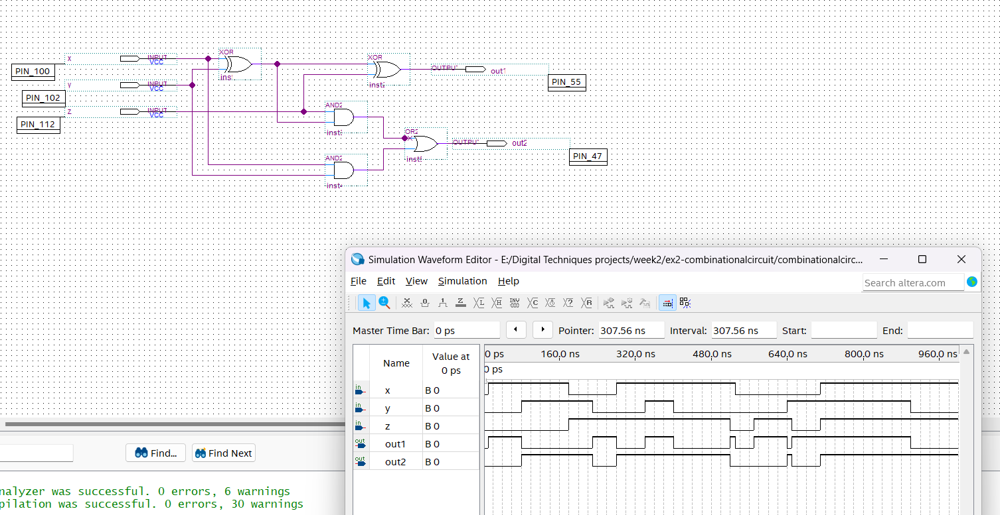 XOR
x INPUT
VCC
XOR
PIN_100
OUTPUT out1
inst
PIN_55
y INPUT
VCC
inst
PIN_102
AND2
z INPUT
VCC
PIN_112
inst
OR2
OUTPUT out2
PIN_47
AND2
inst
inst
Simulation Waveform Editor - E:/Digital Techniques projects/week2/ex2-combinationalcircuit/combinationalcirc...
File Edit View Simulation Help
Search altera.com
Master Time Bar: 0 ps Pointer: 307.56 ns Interval: 307.56 ns Start: End:
Name Value at
0 ps
0 ps 160.0 ns 320.0 ns 480.0 ns 640.0 ns 800.0 ns 960.0 ns
0 ps
in x B 0
in y B 0
in z B 0
out out1 B 0
out out2 B 0
Find... Find Next
nalyzer was successful. 0 errors, 6 warnings
pilation was successful. 0 errors, 30 warnings